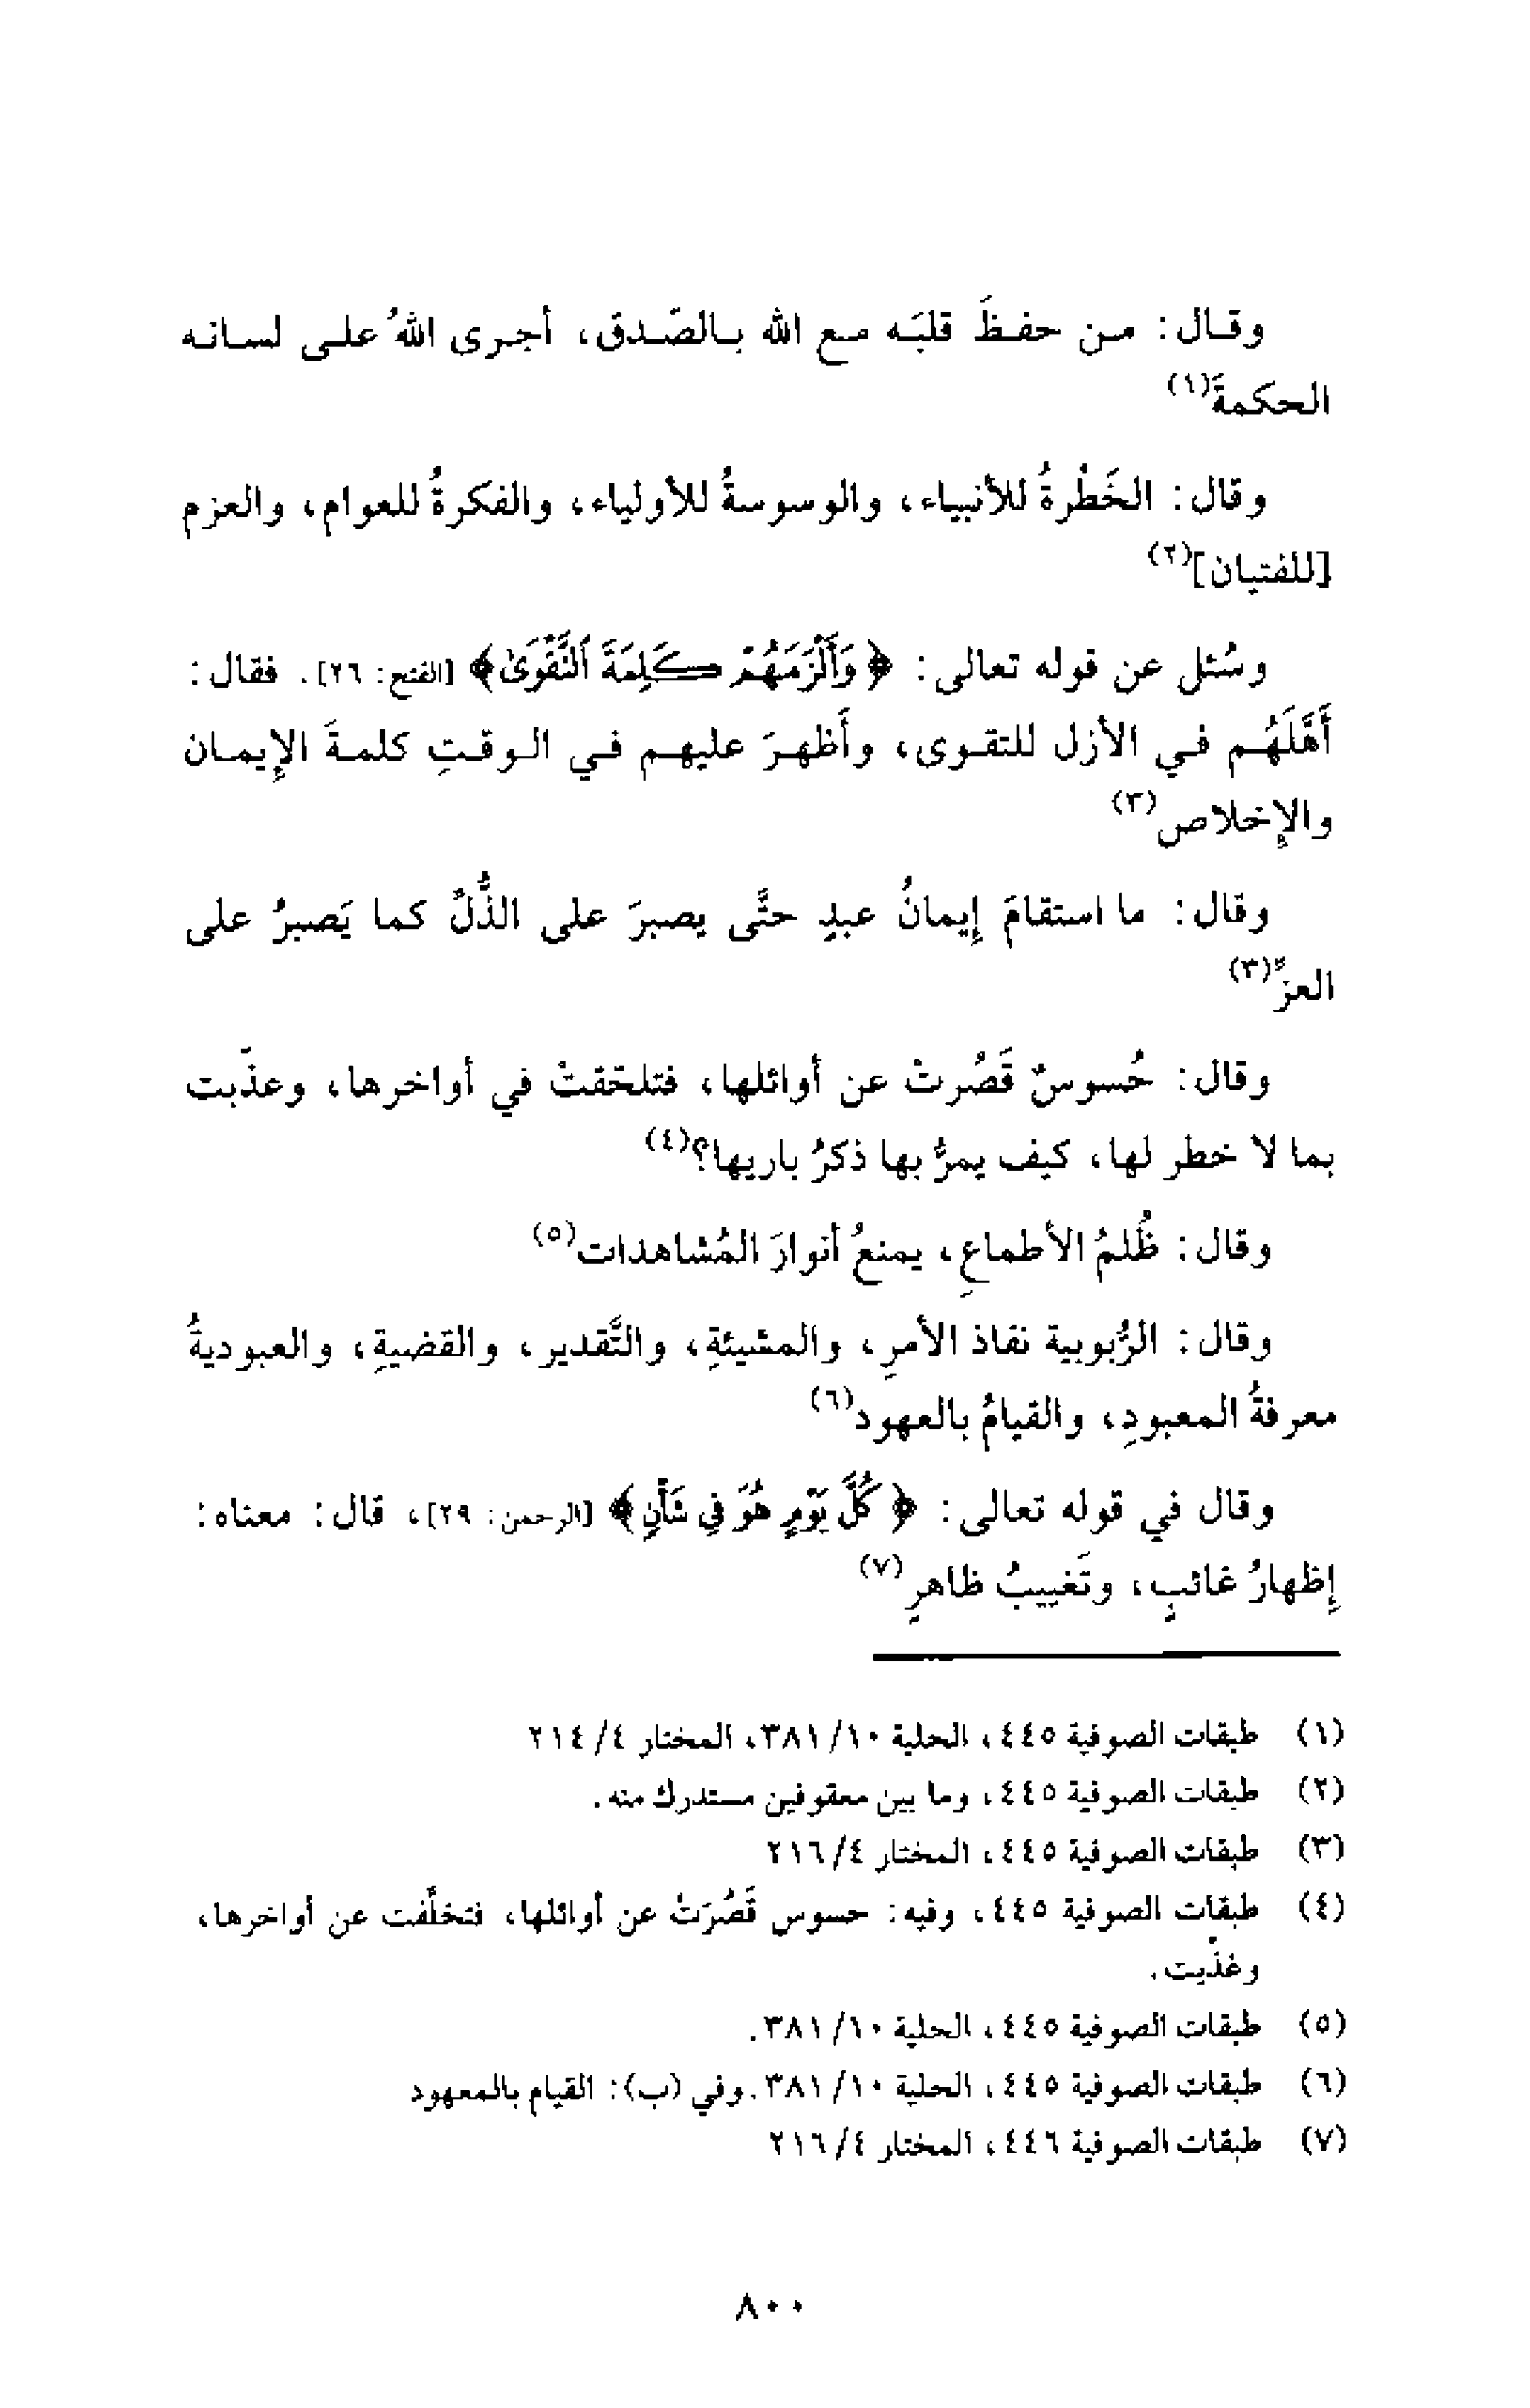 وقال: من حفظَ قلبَه مع الله بالصّدق، أجرى اللهُ على لسانه
الحكمةَ(١)
وقال: الخَطْرةُ للأنبياء، والوسوسةُ للأولياء، والفكرةُ للعوام، والعزم
[للفتيان](٢)
وسُئل عن قوله تعالى: ﴿وَأَلْزَمَهُمْ كَلِمَةَ ٱلتَّقْوَىٰ﴾ [الفتح: ٢٦]. فقال:
أَهَّلَهُم في الأزل للتقوى، وأَظهرَ عليهم في الوقتِ كلمةَ الإيمان
والإخلاص(٣)
وقال: ما استقامَ إيمانُ عبدٍ حتَّى يصبرَ على الذُّلِّ كما يَصبرُ على
العزِّ(٣)
وقال: حُسوسٌ قَصُرتْ عن أوائلها، فتلحّقتْ في أواخرها، وعذّبت
بما لا خطر لها، كيف يمرُّ بها ذكرُ باريها؟(٤)
وقال: ظُلمُ الأطماعِ، يمنعُ أنوارَ المُشاهدات(٥)
وقال: الرُّبوبية نفاذ الأمرِ، والمشيئةِ، والتَّقدير، والقضيةِ، والعبوديةُ
معرفةُ المعبودِ، والقيامُ بالعهود(٦)
وقال في قوله تعالى: ﴿كُلَّ يَوْمٍ هُوَ فِي شَأْنٍ﴾ [الرحمن: ٢٩]، قال: معناه:
إظهارُ غائبٍ، وتَغييبُ ظاهرٍ(٧)
(١) طبقات الصوفية ٤٤٥، الحلية ١٠/ ٣٨١، المختار ٤/ ٢١٤
(٢) طبقات الصوفية ٤٤٥، وما بين معقوفين مستدرك منه.
(٣) طبقات الصوفية ٤٤٥، المختار ٤/ ٢١٦
(٤) طبقات الصوفية ٤٤٥، وفيه: حسوس قَصُرَتْ عن أوائلها، فتخلَّفت عن أواخرها،
وغُذّيت.
(٥) طبقات الصوفية ٤٤٥، الحلية ١٠/ ٣٨١.
(٦) طبقات الصوفية ٤٤٥، الحلية ١٠/ ٣٨١. وفي (ب): القيام بالمعهود
(٧) طبقات الصوفية ٤٤٦، المختار ٤/ ٢١٦
٨٠٠